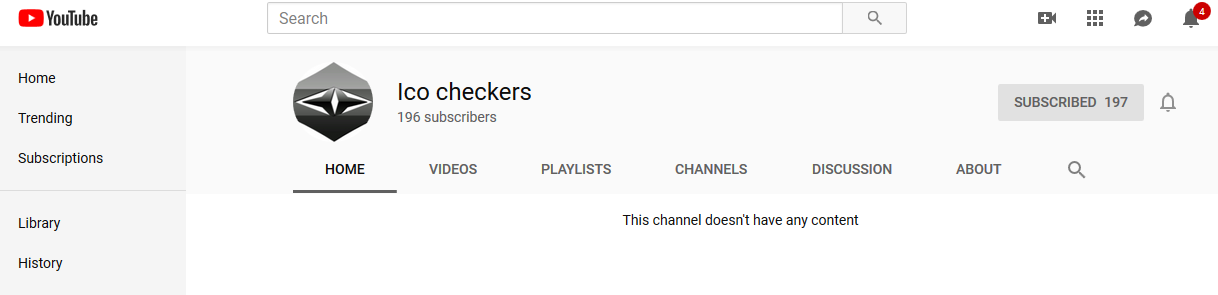 YouTube
Search
4
Home
Trending
Subscriptions
Library
History
Ico checkers
196 subscribers
SUBSCRIBED 197
HOME VIDEOS PLAYLISTS CHANNELS DISCUSSION ABOUT
This channel doesn't have any content